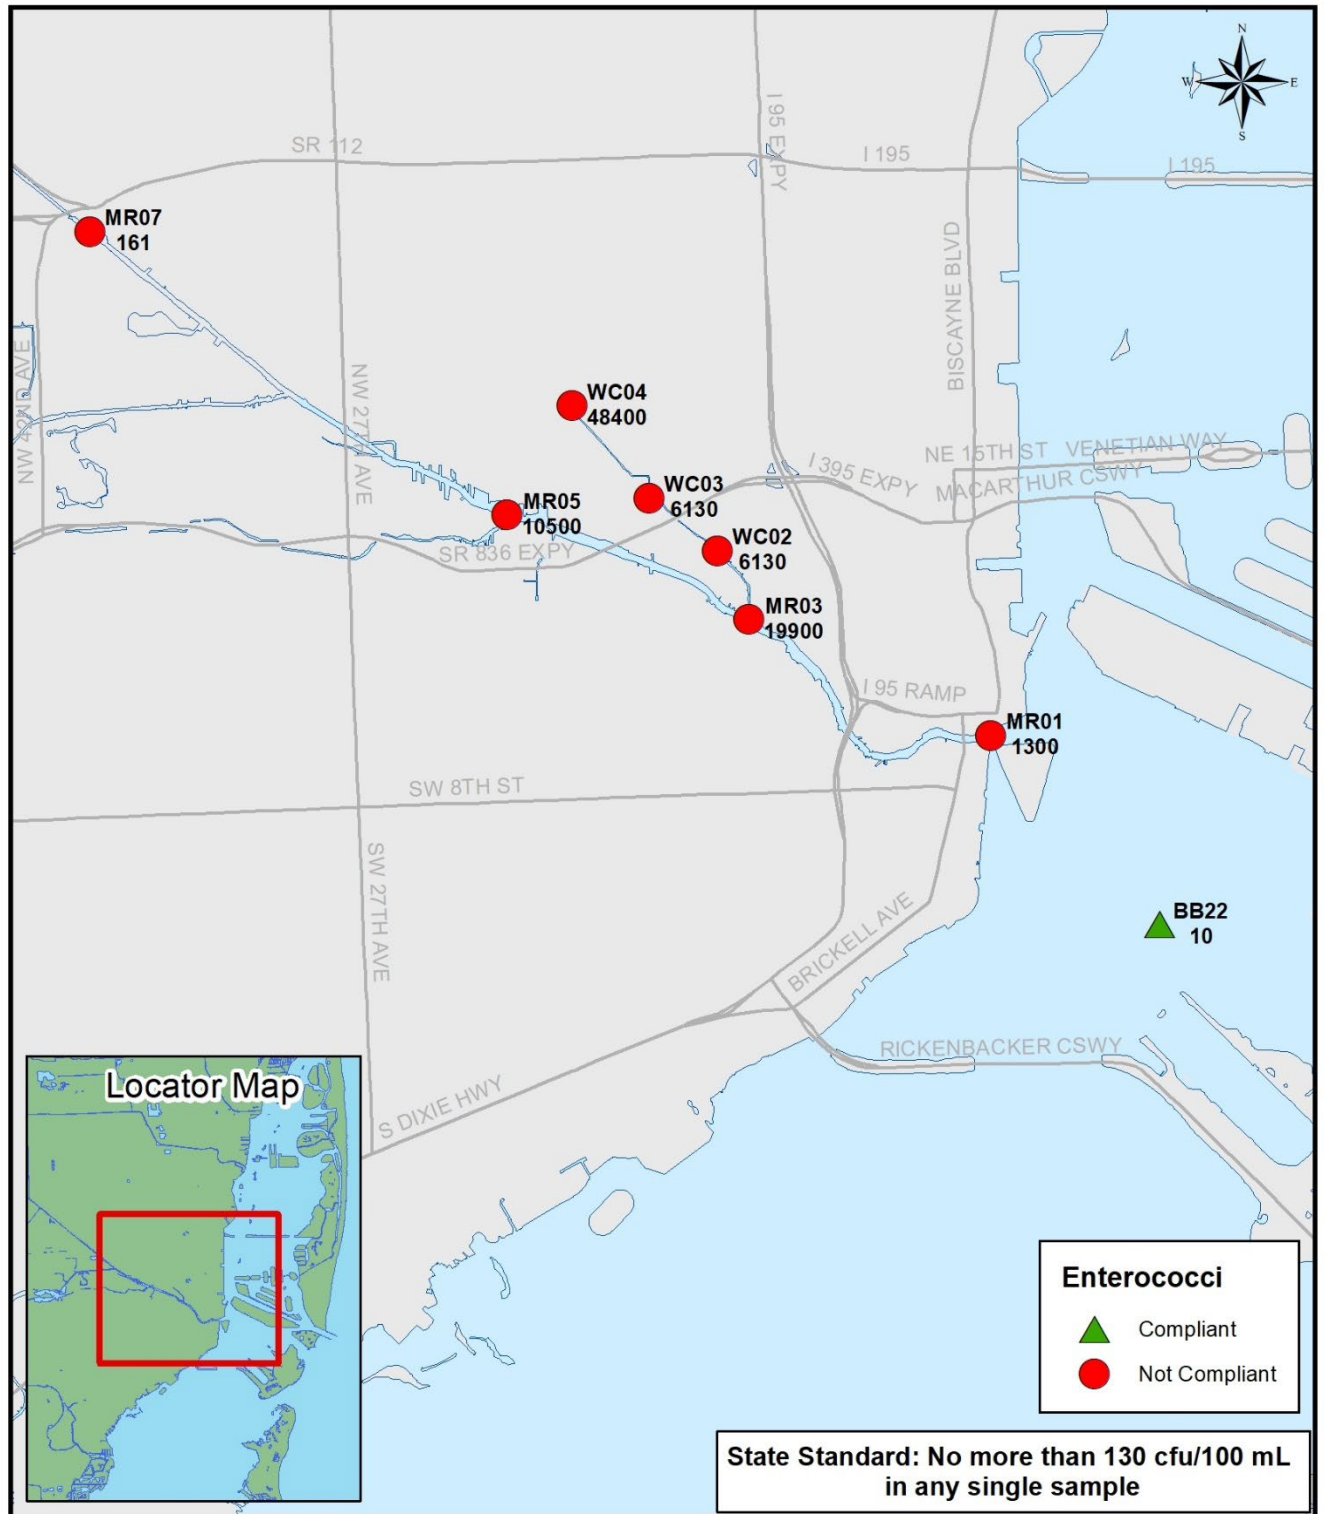 N
W
E
S
SR 112
I 95 EXPY
I 195
I 195
MR07
161
BISCAYNE BLVD
NW 42ND AVE
NW 27TH AVE
WC04
48400
NE 15TH ST
VENETIAN WAY
I 395 EXPY
MACARTHUR CSWY
WC03
6130
MR05
10500
SR 836 EXPY
WC02
6130
MR03
19900
I 95 RAMP
MR01
1300
SW 8TH ST
SW 27TH AVE
BRICKELL AVE
BB22
10
RICKENBACKER CSWY
S DIXIE HWY
Locator Map
Enterococci
Compliant
Not Compliant
State Standard: No more than 130 cfu/100 mL
in any single sample